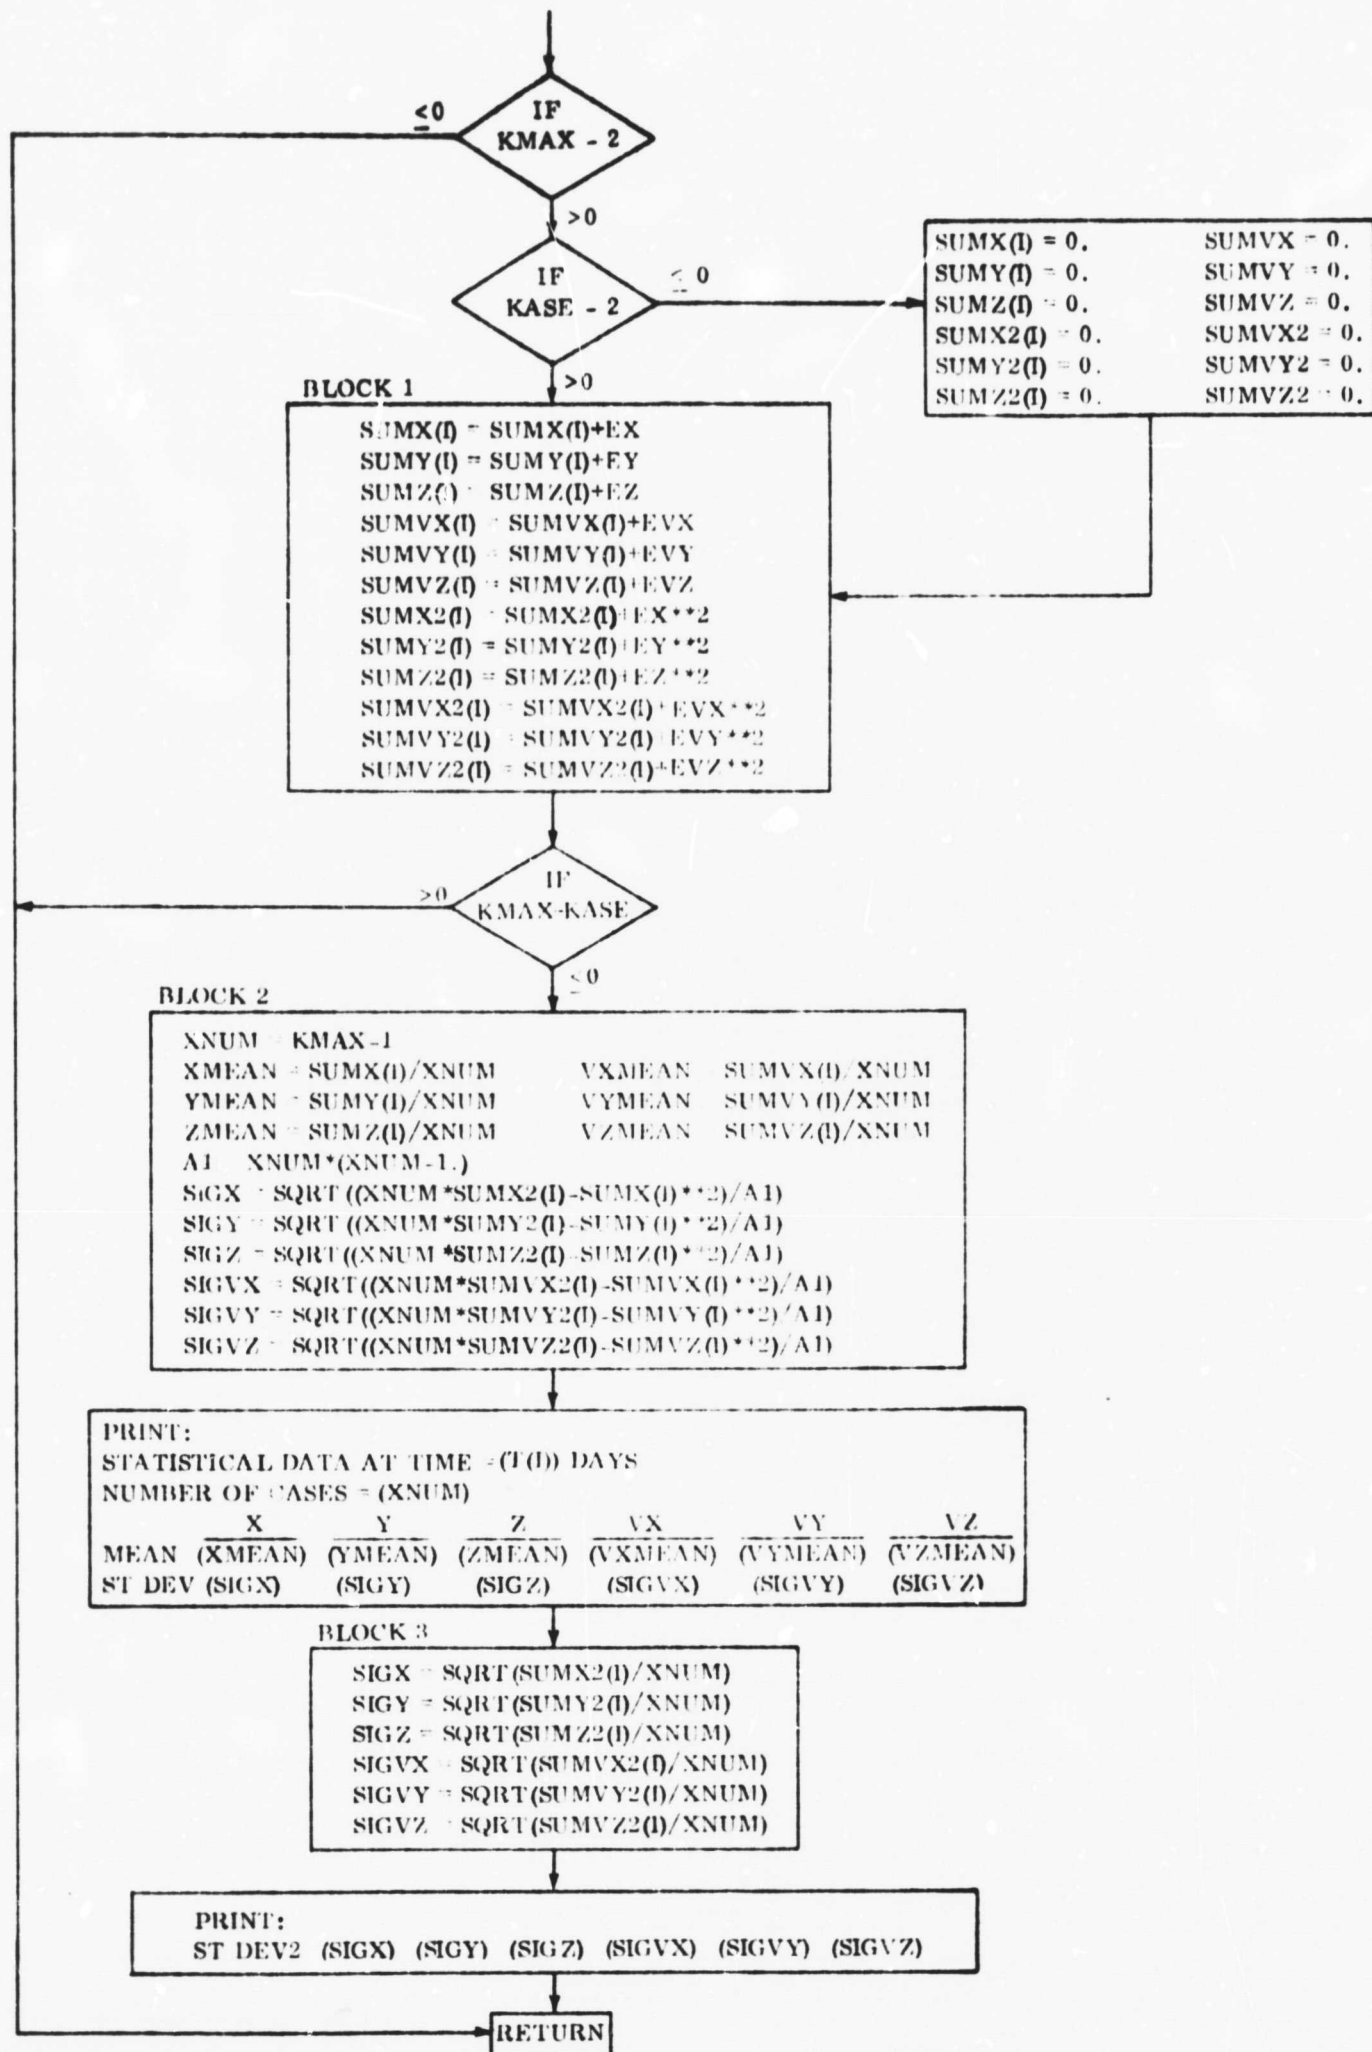 IF
KMAX - 2
≤0
>0
IF
KASE - 2
≤ 0
>0
SUMX(I) = 0. SUMVX = 0.
SUMY(I) = 0. SUMVY = 0.
SUMZ(I) = 0. SUMVZ = 0.
SUMX2(I) = 0. SUMVX2 = 0.
SUMY2(I) = 0. SUMVY2 = 0.
SUMZ2(I) = 0. SUMVZ2 = 0.
BLOCK 1
SUMX(I) = SUMX(I)+EX
SUMY(I) = SUMY(I)+EY
SUMZ(I) = SUMZ(I)+EZ
SUMVX(I) = SUMVX(I)+EVX
SUMVY(I) = SUMVY(I)+EVY
SUMVZ(I) = SUMVZ(I)+EVZ
SUMX2(I) = SUMX2(I)+EX**2
SUMY2(I) = SUMY2(I)+EY**2
SUMZ2(I) = SUMZ2(I)+EZ**2
SUMVX2(I) = SUMVX2(I)+EVX**2
SUMVY2(I) = SUMVY2(I)+EVY**2
SUMVZ2(I) = SUMVZ2(I)+EVZ**2
>0
IF
KMAX-KASE
≤0
BLOCK 2
XNUM = KMAX-1
XMEAN = SUMX(I)/XNUM VXMEAN = SUMVX(I)/XNUM
YMEAN = SUMY(I)/XNUM VYMEAN = SUMVY(I)/XNUM
ZMEAN = SUMZ(I)/XNUM VZMEAN = SUMVZ(I)/XNUM
A1 = XNUM*(XNUM-1.)
SIGX = SQRT((XNUM*SUMX2(I)-SUMX(I)**2)/A1)
SIGY = SQRT((XNUM*SUMY2(I)-SUMY(I)**2)/A1)
SIGZ = SQRT((XNUM*SUMZ2(I)-SUMZ(I)**2)/A1)
SIGVX = SQRT((XNUM*SUMVX2(I)-SUMVX(I)**2)/A1)
SIGVY = SQRT((XNUM*SUMVY2(I)-SUMVY(I)**2)/A1)
SIGVZ = SQRT((XNUM*SUMVZ2(I)-SUMVZ(I)**2)/A1)
PRINT:
STATISTICAL DATA AT TIME =(T(I)) DAYS
NUMBER OF CASES = (XNUM)
X Y Z VX VY VZ
MEAN (XMEAN) (YMEAN) (ZMEAN) (VXMEAN) (VYMEAN) (VZMEAN)
ST DEV (SIGX) (SIGY) (SIGZ) (SIGVX) (SIGVY) (SIGVZ)
BLOCK 3
SIGX = SQRT(SUMX2(I)/XNUM)
SIGY = SQRT(SUMY2(I)/XNUM)
SIGZ = SQRT(SUMZ2(I)/XNUM)
SIGVX = SQRT(SUMVX2(I)/XNUM)
SIGVY = SQRT(SUMVY2(I)/XNUM)
SIGVZ = SQRT(SUMVZ2(I)/XNUM)
PRINT:
ST DEV2 (SIGX) (SIGY) (SIGZ) (SIGVX) (SIGVY) (SIGVZ)
RETURN